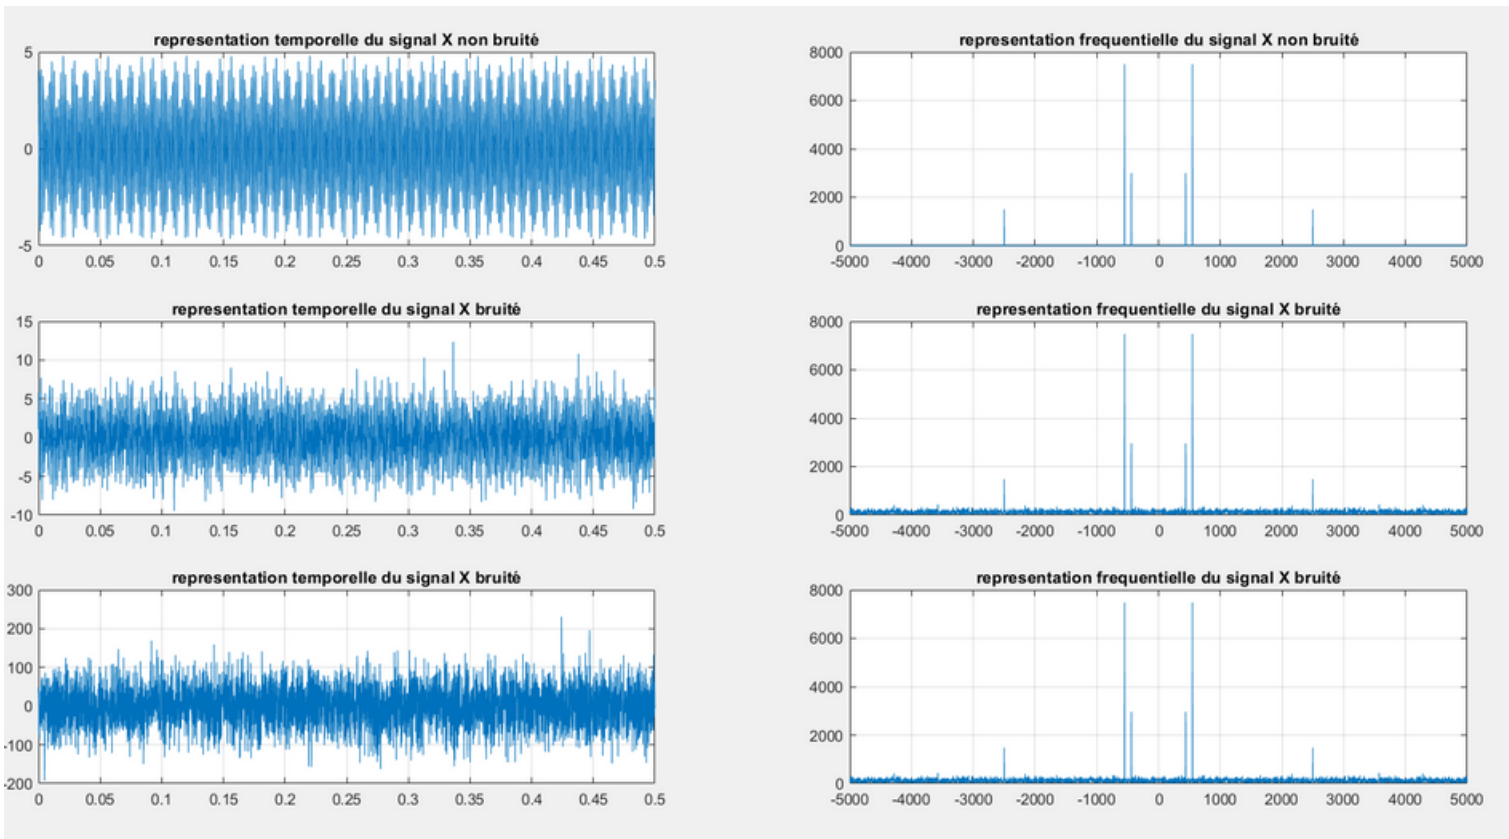 representation temporelle du signal X non bruité
5
0
-5
0 0.05 0.1 0.15 0.2 0.25 0.3 0.35 0.4 0.45 0.5
representation frequentielle du signal X non bruité
8000
6000
4000
2000
0
-5000 -4000 -3000 -2000 -1000 0 1000 2000 3000 4000 5000
representation temporelle du signal X bruité
15
10
5
0
-5
-10
0 0.05 0.1 0.15 0.2 0.25 0.3 0.35 0.4 0.45 0.5
representation frequentielle du signal X bruité
8000
6000
4000
2000
0
-5000 -4000 -3000 -2000 -1000 0 1000 2000 3000 4000 5000
representation temporelle du signal X bruité
300
200
100
0
-100
-200
0 0.05 0.1 0.15 0.2 0.25 0.3 0.35 0.4 0.45 0.5
representation frequentielle du signal X bruité
8000
6000
4000
2000
0
-5000 -4000 -3000 -2000 -1000 0 1000 2000 3000 4000 5000